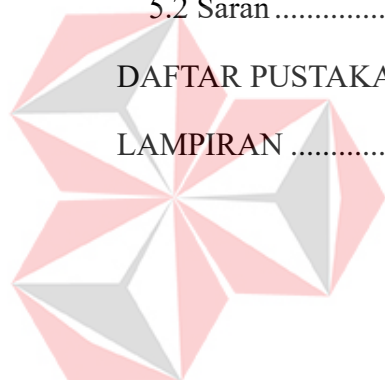 5.2 Saran ................
DAFTAR PUSTAKA
LAMPIRAN ............